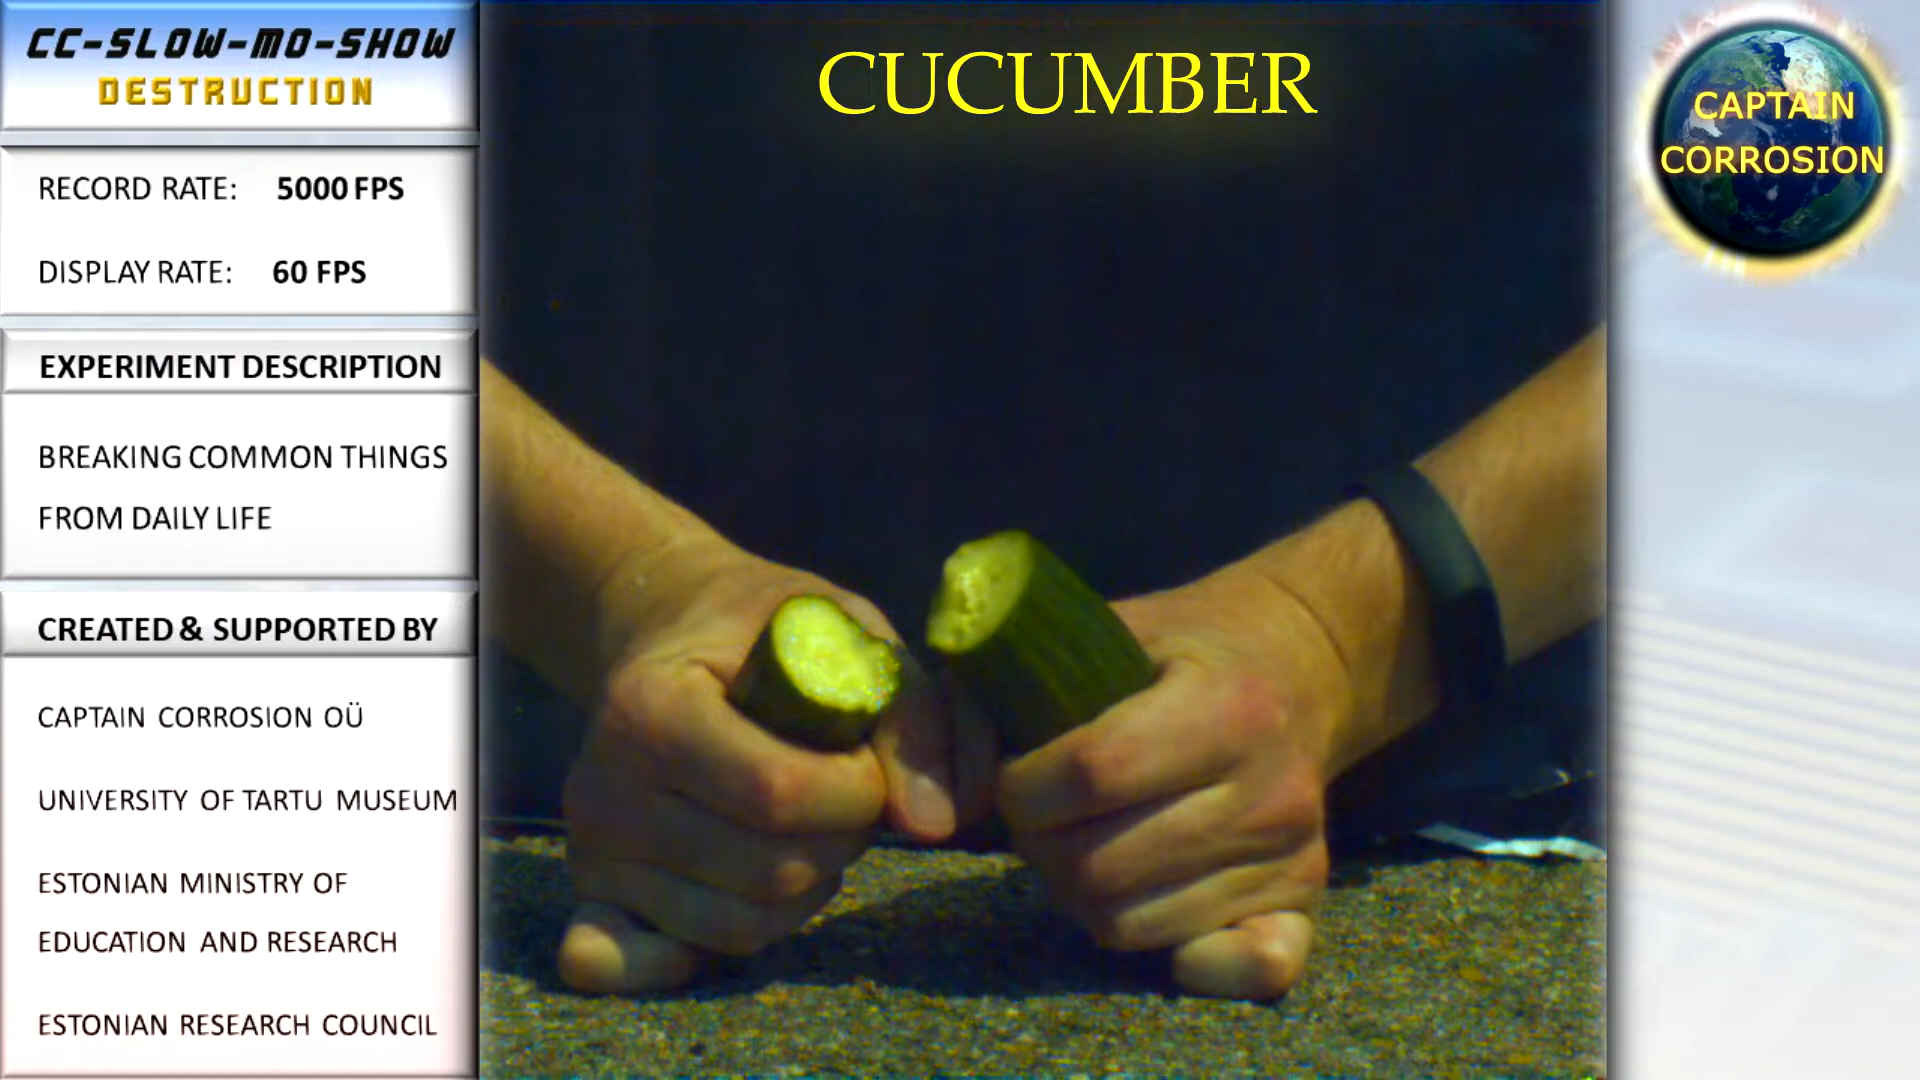 CC-SLOW-MO-SHOW
DESTRUCTION
RECORD RATE: 5000 FPS
DISPLAY RATE: 60 FPS
EXPERIMENT DESCRIPTION
BREAKING COMMON THINGS
FROM DAILY LIFE
CREATED & SUPPORTED BY
CAPTAIN CORROSION OÜ
UNIVERSITY OF TARTU MUSEUM
ESTONIAN MINISTRY OF
EDUCATION AND RESEARCH
ESTONIAN RESEARCH COUNCIL
CUCUMBER
CAPTAIN
CORROSION